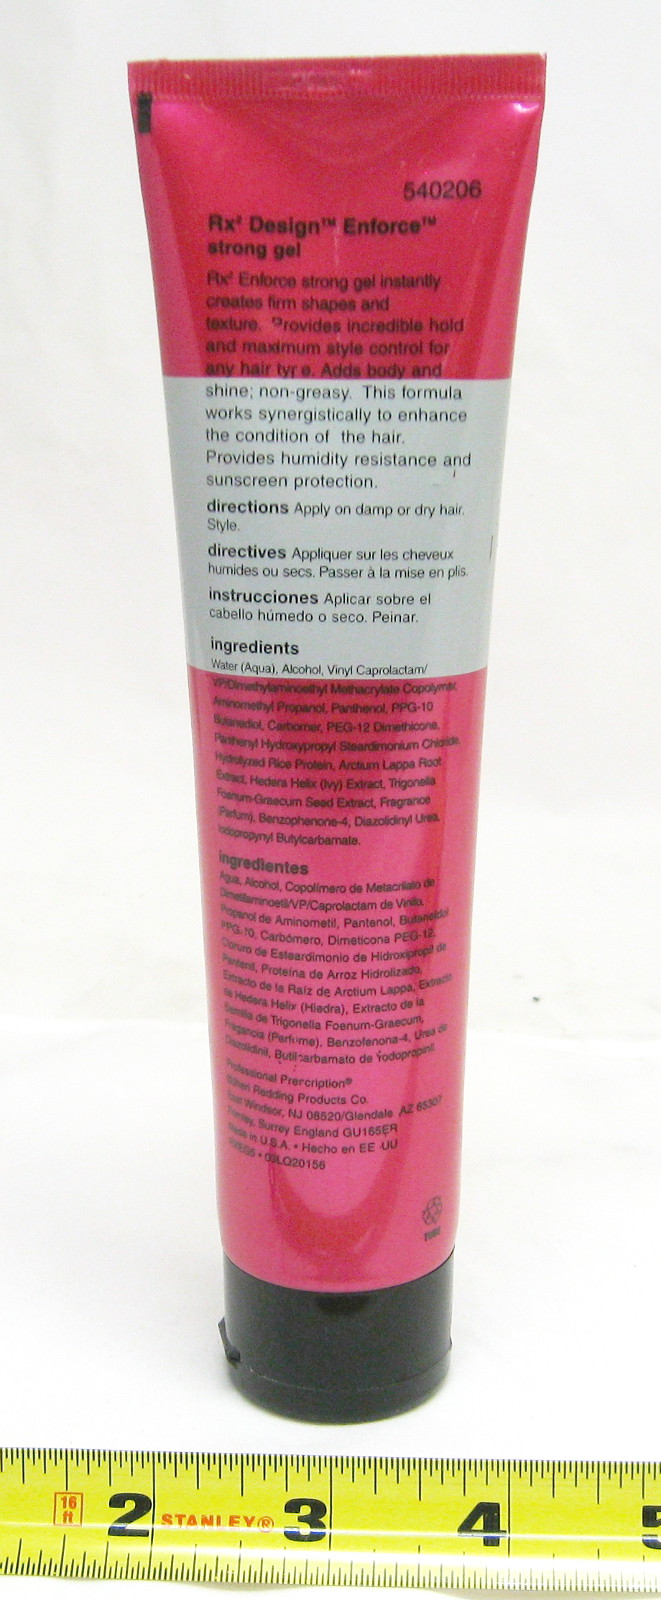 540206
Rx² Design™ Enforce™
strong gel
Rx² Enforce strong gel instantly
creates firm shapes and
texture. Provides incredible hold
and maximum style control for
any hair ty e. Adds body and
shine; non-greasy. This formula
works synergistically to enhance
the condition of the hair.
Provides humidity resistance and
sunscreen protection.
directions Apply on damp or dry hair.
Style.
directives Appliquer sur les cheveux
humides ou secs. Passer à la mise en plis.
instrucciones Aplicar sobre el
cabello húmedo o seco. Peinar.
ingredients
Water (Aqua), Alcohol, Vinyl Caprolactam/
VP/Dimethylaminoethyl Methacrylate Copolymer,
Aminomethyl Propanol, Panthenol, PPG-10
Butanediol, Carbomer, PEG-12 Dimethicone,
Panthenyl Hydroxypropyl Steardimonium Chloride,
Hydrolyzed Rice Protein, Arctium Lappa Root
Extract, Hedera Helix (Ivy) Extract, Trigonella
Foenum-Graecum Seed Extract, Fragrance
(Parfum), Benzophenone-4, Diazolidinyl Urea,
Iodopropynyl Butylcarbamate.
ingredientes
Agua, Alcohol, Copolímero de Metacrilato de
Dimetilaminoetil/VP/Caprolactam de Vinilo,
Propanol de Aminometil, Pantenol, Butaneidol
PPG-10, Carbómero, Dimeticona PEG-12,
Cloruro de Esteardimonio de Hidroxipropil de
Pantenil, Proteína de Arroz Hidrolizado,
Extracto de la Raíz de Arctium Lappa, Extracto
de Hedera Helix (Hiedra), Extracto de la
Semilla de Trigonella Foenum-Graecum,
Fragancia (Perfume), Benzofenona-4, Urea de
Diazolidinil, Butilcarbamato de Yodopropinil.
Professional Prercription®
©Jheri Redding Products Co.
East Windsor, NJ 08520/Glendale, AZ 85307
Frimley, Surrey England GU165ER
Made in U.S.A. • Hecho en EE UU
03LQ20156
TUBE
16
ft
2 STANLEY® 3 4 5